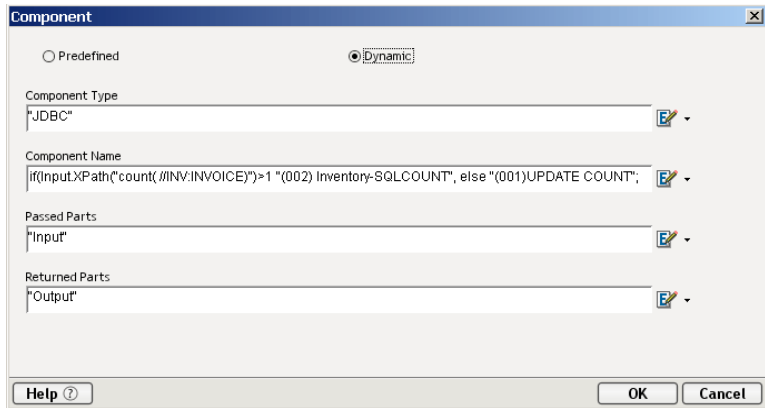 Component
Predefined Dynamic
Component Type
"JDBC"
Component Name
if(Input.XPath("count( //INV:INVOICE)")>1 "(002) Inventory-SQLCOUNT", else "(001)UPDATE COUNT";
Passed Parts
"Input"
Returned Parts
"Output"
Help ? OK Cancel